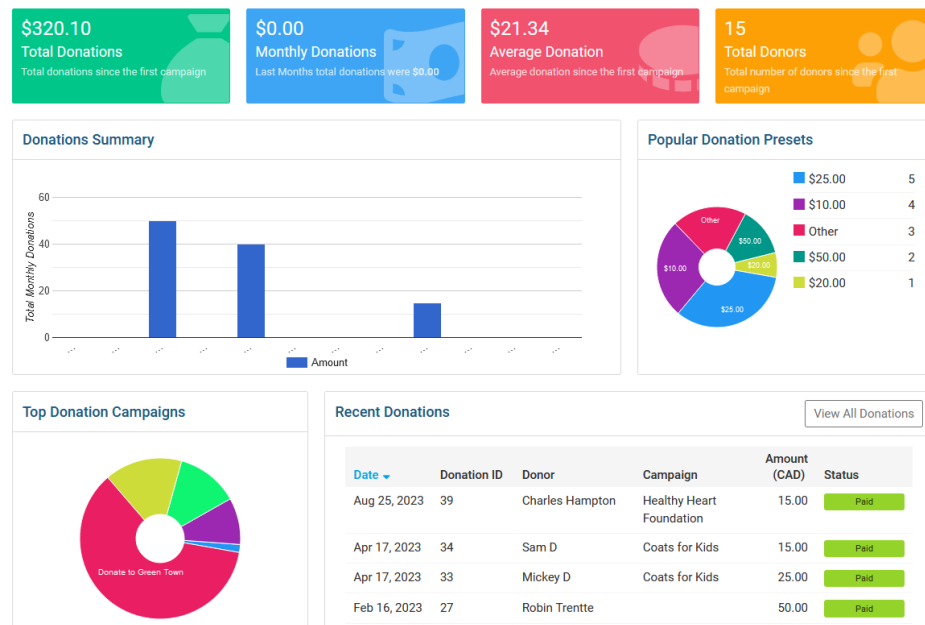 $320.10
Total Donations
Total donations since the first campaign
$0.00
Monthly Donations
Last Months total donations were $0.00
$21.34
Average Donation
Average donation since the first campaign
15
Total Donors
Total number of donors since the first
campaign
Donations Summary
60
40
20
0
Total Monthly Donations
Amount
Popular Donation Presets
Other
$50.00
$20.00
$10.00
$25.00
$25.00 5
$10.00 4
Other 3
$50.00 2
$20.00 1
Top Donation Campaigns
Donate to Green Town
Recent Donations
View All Donations
Date Donation ID Donor Campaign Amount (CAD) Status
Aug 25, 2023 39 Charles Hampton Healthy Heart Foundation 15.00 Paid
Apr 17, 2023 34 Sam D Coats for Kids 15.00 Paid
Apr 17, 2023 33 Mickey D Coats for Kids 25.00 Paid
Feb 16, 2023 27 Robin Trentte 50.00 Paid